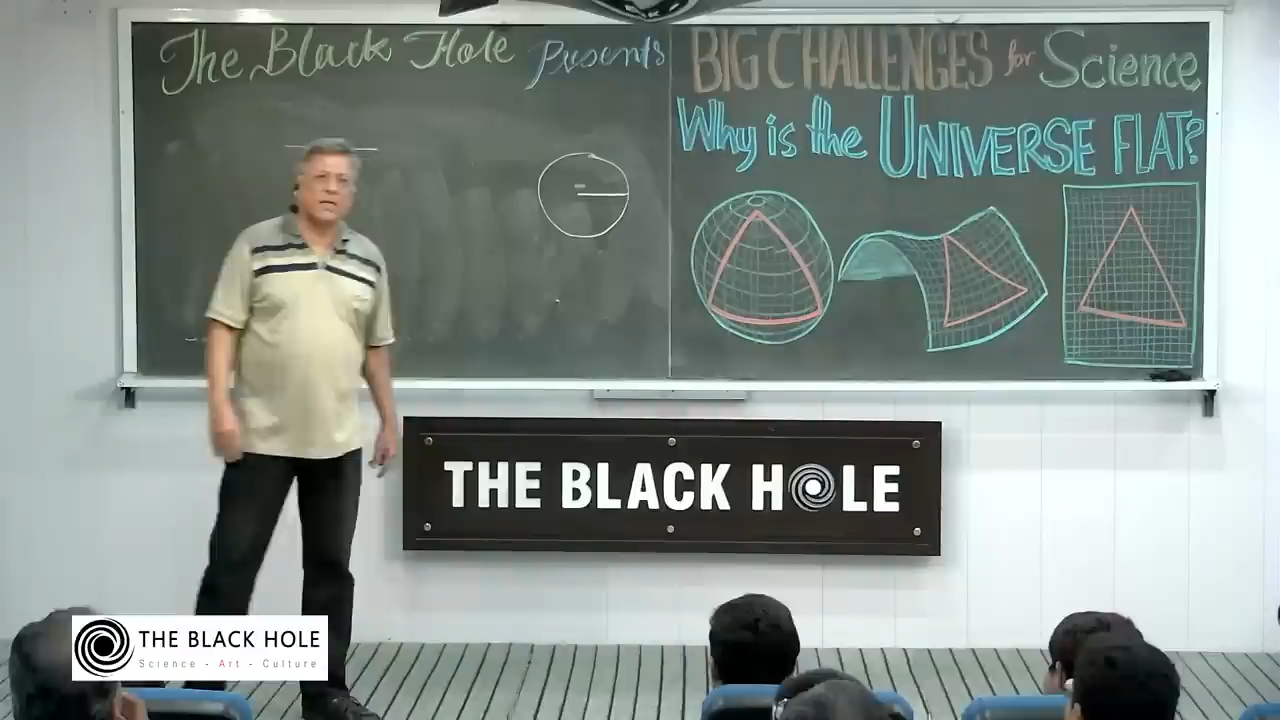 The Black Hole Presents
BIG CHALLENGES for Science
Why is the UNIVERSE FLAT?
THE BLACK HOLE
THE BLACK HOLE
Science - Art - Culture